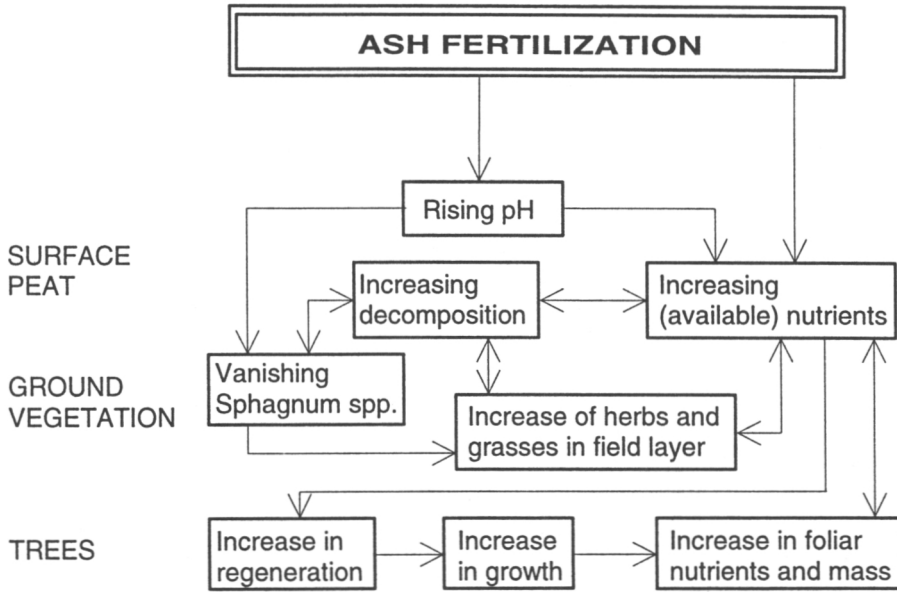 ASH FERTILIZATION
Rising pH
SURFACE
PEAT
Increasing
decomposition
Increasing
(available) nutrients
GROUND
VEGETATION
Vanishing
Sphagnum spp.
Increase of herbs and
grasses in field layer
TREES
Increase in
regeneration
Increase
in growth
Increase in foliar
nutrients and mass